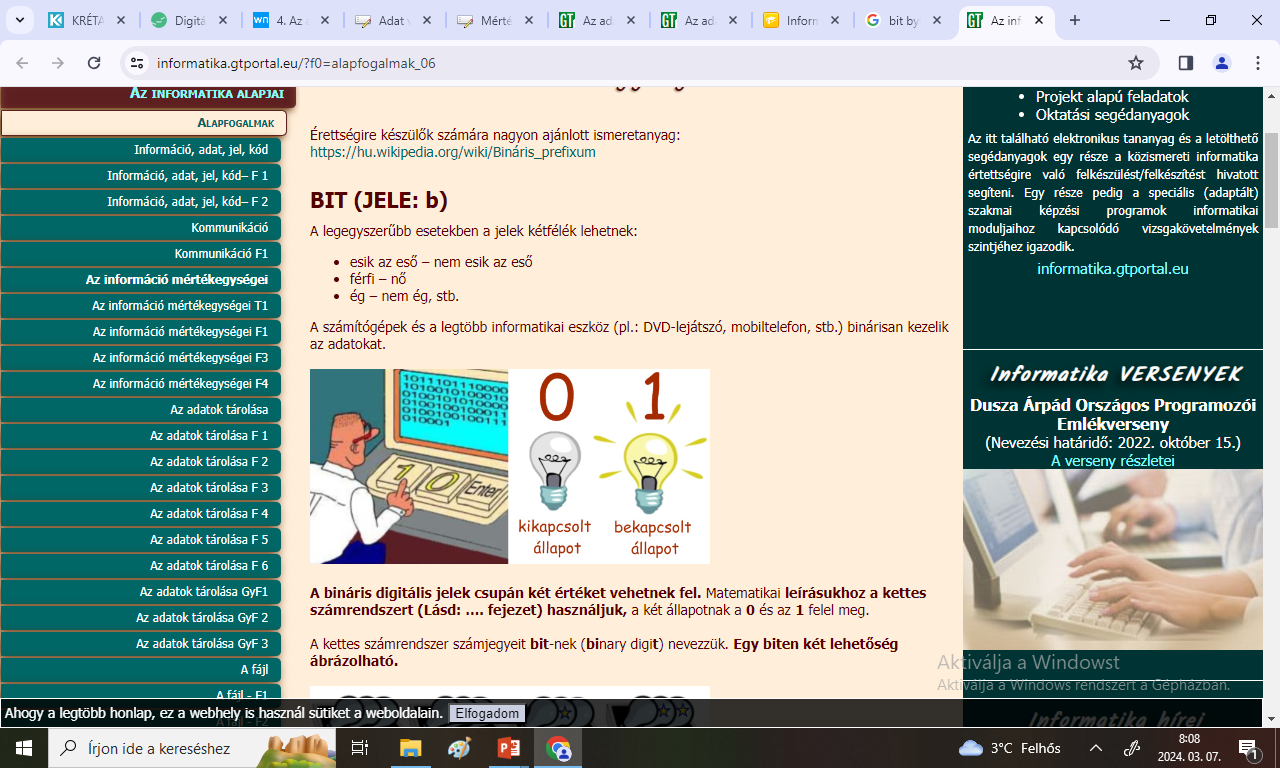 KRÉTA
Digitá
4. Az a
Adat v
Mérté
Az ada
Az ada
Inform
bit by
Az inf
informatika.gtportal.eu/?f0=alapfogalmak_06
AZ INFORMATIKA ALAPJAI
ALAPFOGALMAK
Információ, adat, jel, kód
Információ, adat, jel, kód– F 1
Információ, adat, jel, kód– F 2
Kommunikáció
Kommunikáció F1
Az információ mértékegységei
Az információ mértékegységei T1
Az információ mértékegységei F1
Az információ mértékegységei F3
Az információ mértékegységei F4
Az adatok tárolása
Az adatok tárolása F 1
Az adatok tárolása F 2
Az adatok tárolása F 3
Az adatok tárolása F 4
Az adatok tárolása F 5
Az adatok tárolása F 6
Az adatok tárolása GyF1
Az adatok tárolása GyF 2
Az adatok tárolása GyF 3
A fájl
A fájl - F1
Érettségire készülők számára nagyon ajánlott ismeretanyag:
https://hu.wikipedia.org/wiki/Bináris_prefixum
BIT (JELE: b)
A legegyszerűbb esetekben a jelek kétfélék lehetnek:
• esik az eső – nem esik az eső
• férfi – nő
• ég – nem ég, stb.
A számítógépek és a legtöbb informatikai eszköz (pl.: DVD-lejátszó, mobiltelefon, stb.) binárisan kezelik
az adatokat.
1 0 Enter
0 1
kikapcsolt
állapot
bekapcsolt
állapot
A bináris digitális jelek csupán két értéket vehetnek fel. Matematikai leírásukhoz a kettes
számrendszert (Lásd: .... fejezet) használjuk, a két állapotnak a 0 és az 1 felel meg.
A kettes számrendszer számjegyeit bit-nek (binary digit) nevezzük. Egy biten két lehetőség
ábrázolható.
• Projekt alapú feladatok
• Oktatási segédanyagok
Az itt található elektronikus tananyag és a letölthető
segédanyagok egy része a közismereti informatika
értettségire való felkészülést/felkészítést hivatott
segíteni. Egy része pedig a speciális (adaptált)
szakmai képzési programok informatikai
moduljaihoz kapcsolódó vizsgakövetelmények
szintjéhez igazodik.
informatika.gtportal.eu
Informatika VERSENYEK
Dusza Árpád Országos Programozói
Emlékverseny
(Nevezési határidő: 2022. október 15.)
A verseny részletei
Aktiválja a Windowst
Aktiválja a Windows rendszert a Gépházban.
Informatika hírei
Ahogy a legtöbb honlap, ez a webhely is használ sütiket a weboldalain. Elfogadom
Írjon ide a kereséshez
3°C Felhős
8:08
2024. 03. 07.
1